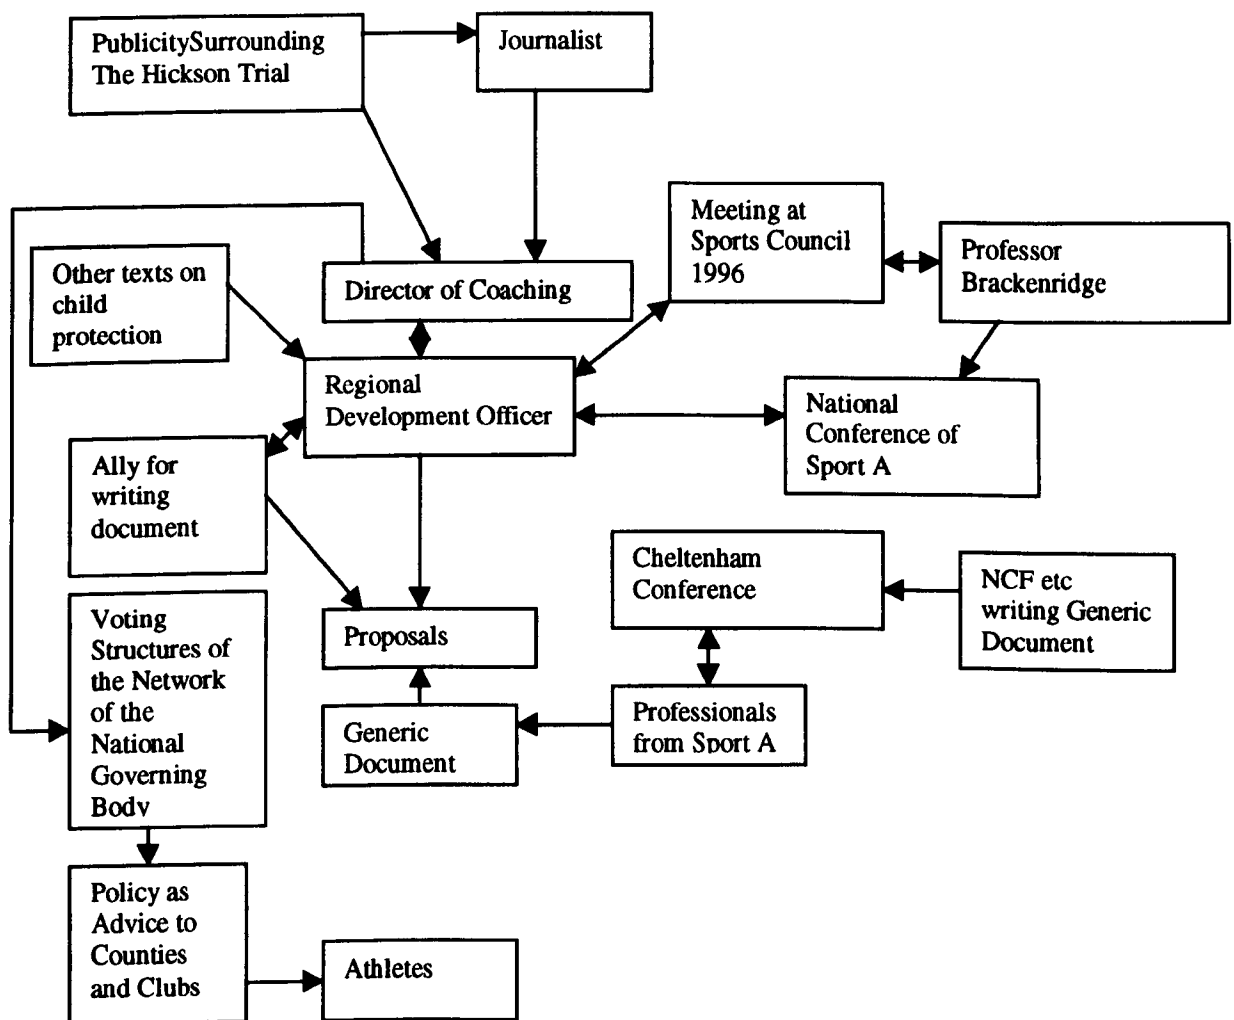 PublicitySurrounding
The Hickson Trial
Journalist
Meeting at
Sports Council
1996
Professor
Brackenridge
Other texts on
child
protection
Director of Coaching
Regional
Development Officer
National
Conference of
Sport A
Ally for
writing
document
Cheltenham
Conference
NCF etc
writing Generic
Document
Voting
Structures of
the Network
of the
National
Governing
Body
Proposals
Generic
Document
Professionals
from Sport A
Policy as
Advice to
Counties
and Clubs
Athletes